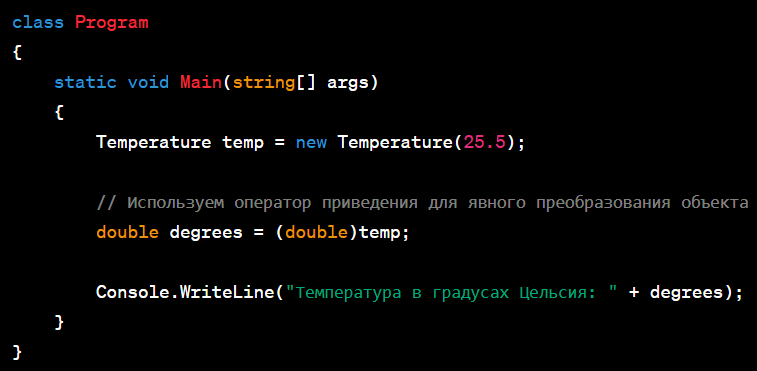 class Program
{
    static void Main(string[] args)
    {
        Temperature temp = new Temperature(25.5);
        // Используем оператор приведения для явного преобразования объекта
        double degrees = (double)temp;
        Console.WriteLine("Температура в градусах Цельсия: " + degrees);
    }
}